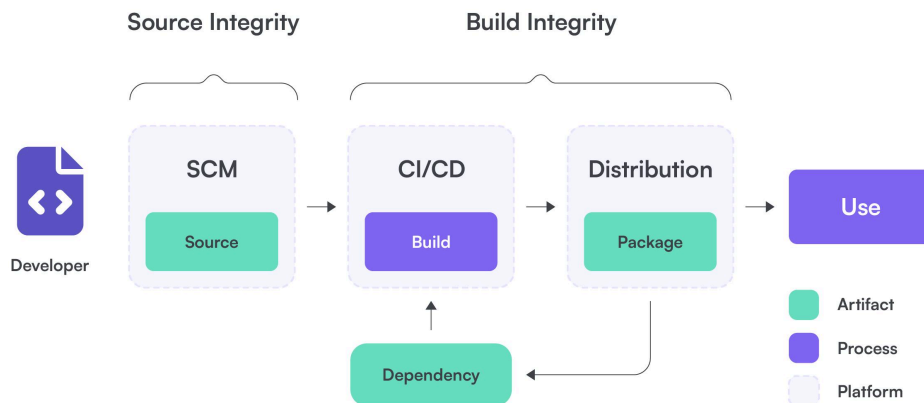 Source Integrity
Build Integrity
SCM
CI/CD
Distribution
Source
Build
Package
Use
Developer
Dependency
Artifact
Process
Platform